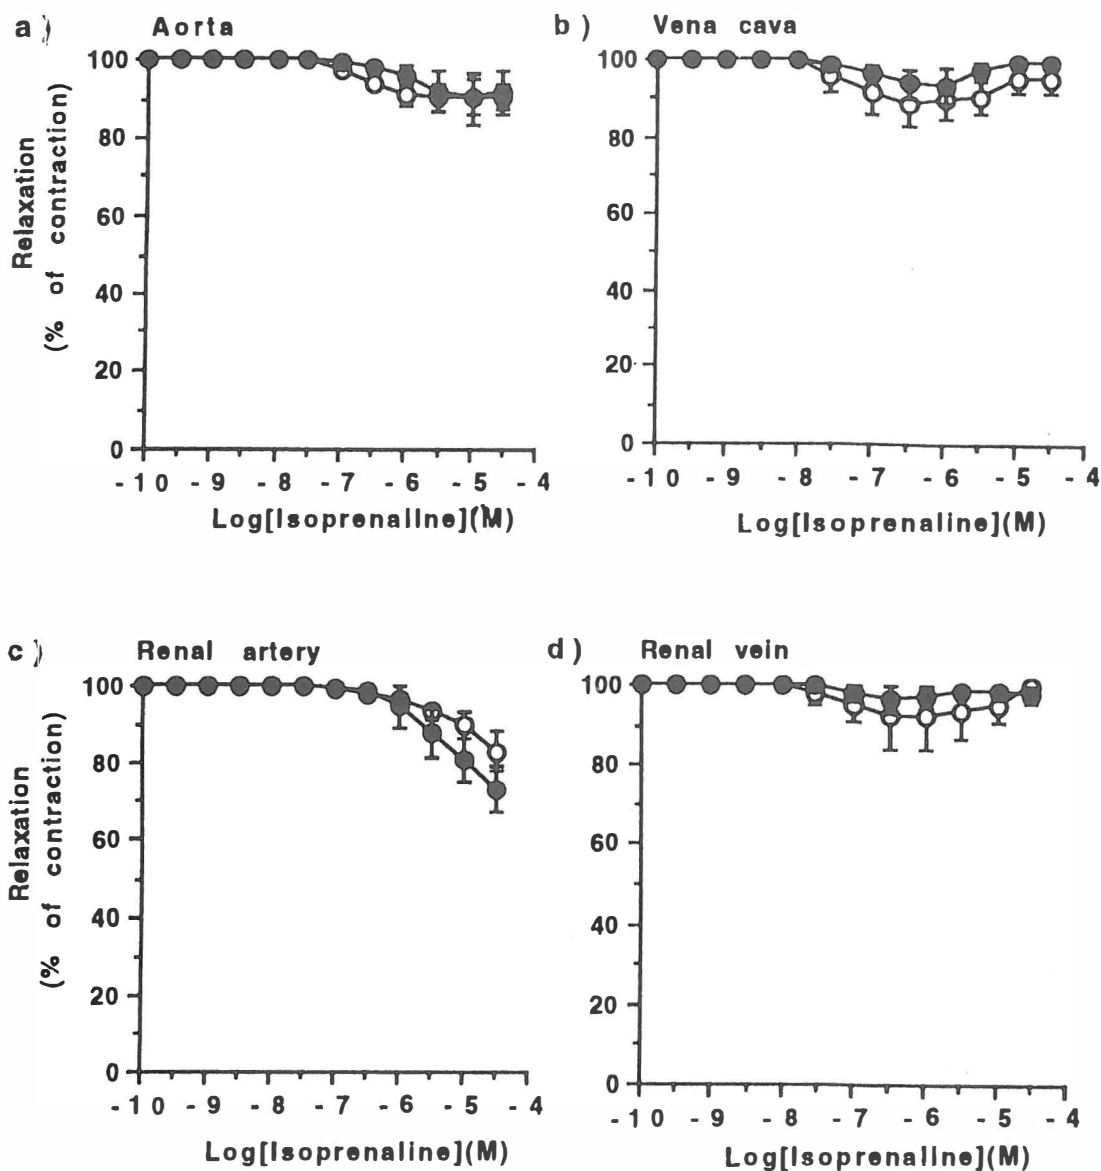 a) Aorta
Relaxation
(% of contraction)
100
80
60
40
20
0
-10 -9 -8 -7 -6 -5 -4
Log[Isoprenaline](M)
b) Vena cava
100
80
60
40
20
0
-10 -9 -8 -7 -6 -5 -4
Log[Isoprenaline](M)
c) Renal artery
Relaxation
(% of contraction)
100
80
60
40
20
0
-10 -9 -8 -7 -6 -5 -4
Log[Isoprenaline](M)
d) Renal vein
100
80
60
40
20
0
-10 -9 -8 -7 -6 -5 -4
Log[Isoprenaline](M)